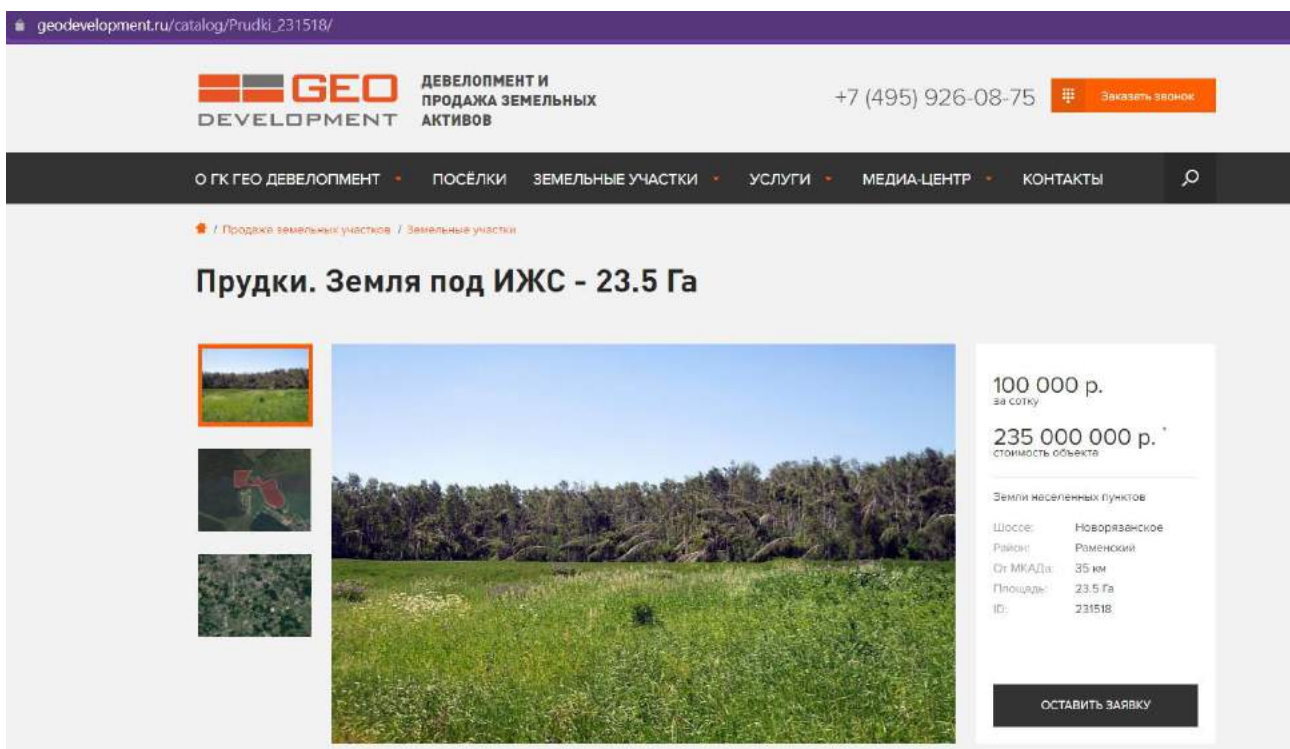 geodevelopment.ru/catalog/Prudki_231518/
GEO
DEVELOPMENT
ДЕВЕЛОПМЕНТ И
ПРОДАЖА ЗЕМЕЛЬНЫХ
АКТИВОВ
+7 (495) 926-08-75
Заказать звонок
О ГК ГЕО ДЕВЕЛОПМЕНТ ПОСЁЛКИ ЗЕМЕЛЬНЫЕ УЧАСТКИ УСЛУГИ МЕДИА-ЦЕНТР КОНТАКТЫ
/ Продажа земельных участков / Земельные участки
Прудки. Земля под ИЖС - 23.5 Га
100 000 р.
за сотку
235 000 000 р. *
стоимость объекта
Земли населенных пунктов
Шоссе: Новорязанское
Район: Раменский
От МКАДа: 35 км
Площадь: 23.5 Га
ID: 231518
ОСТАВИТЬ ЗАЯВКУ